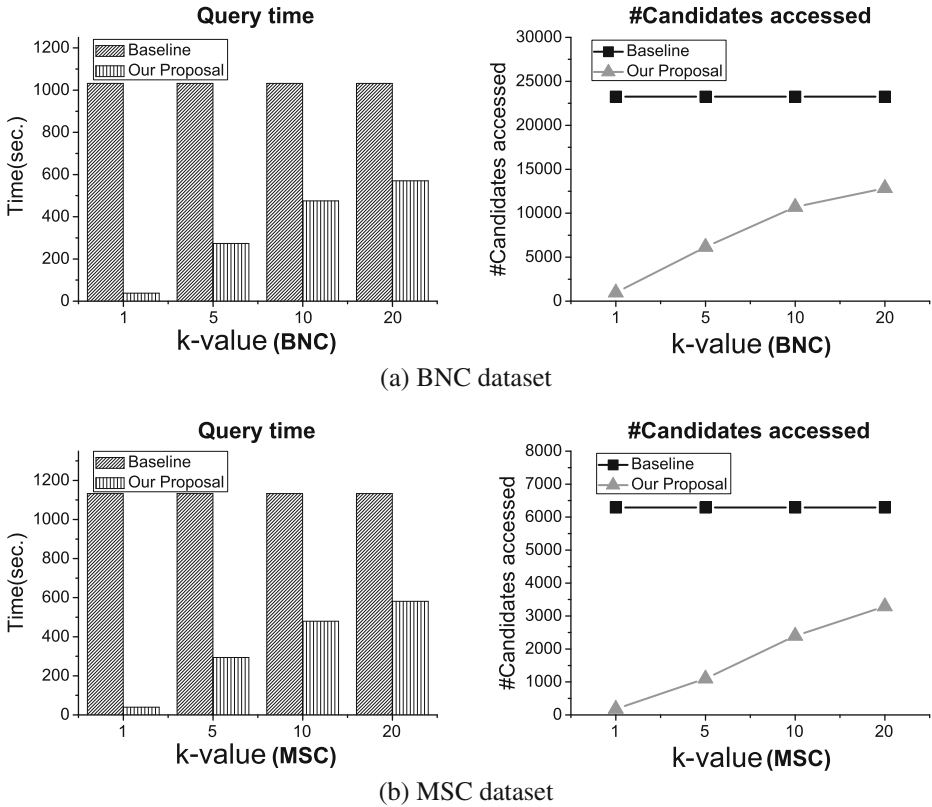 Query time
Baseline
Our Proposal
1200
1000
800
600
400
200
0
Time(sec.)
1 5 10 20
k-value (BNC)
#Candidates accessed
Baseline
Our Proposal
30000
25000
20000
15000
10000
5000
0
#Candidates accessed
1 5 10 20
k-value (BNC)
(a) BNC dataset
Query time
Baseline
Our Proposal
1200
1000
800
600
400
200
0
Time(sec.)
1 5 10 20
k-value (MSC)
#Candidates accessed
Baseline
Our Proposal
8000
7000
6000
5000
4000
3000
2000
1000
0
#Candidates accessed
1 5 10 20
k-value (MSC)
(b) MSC dataset